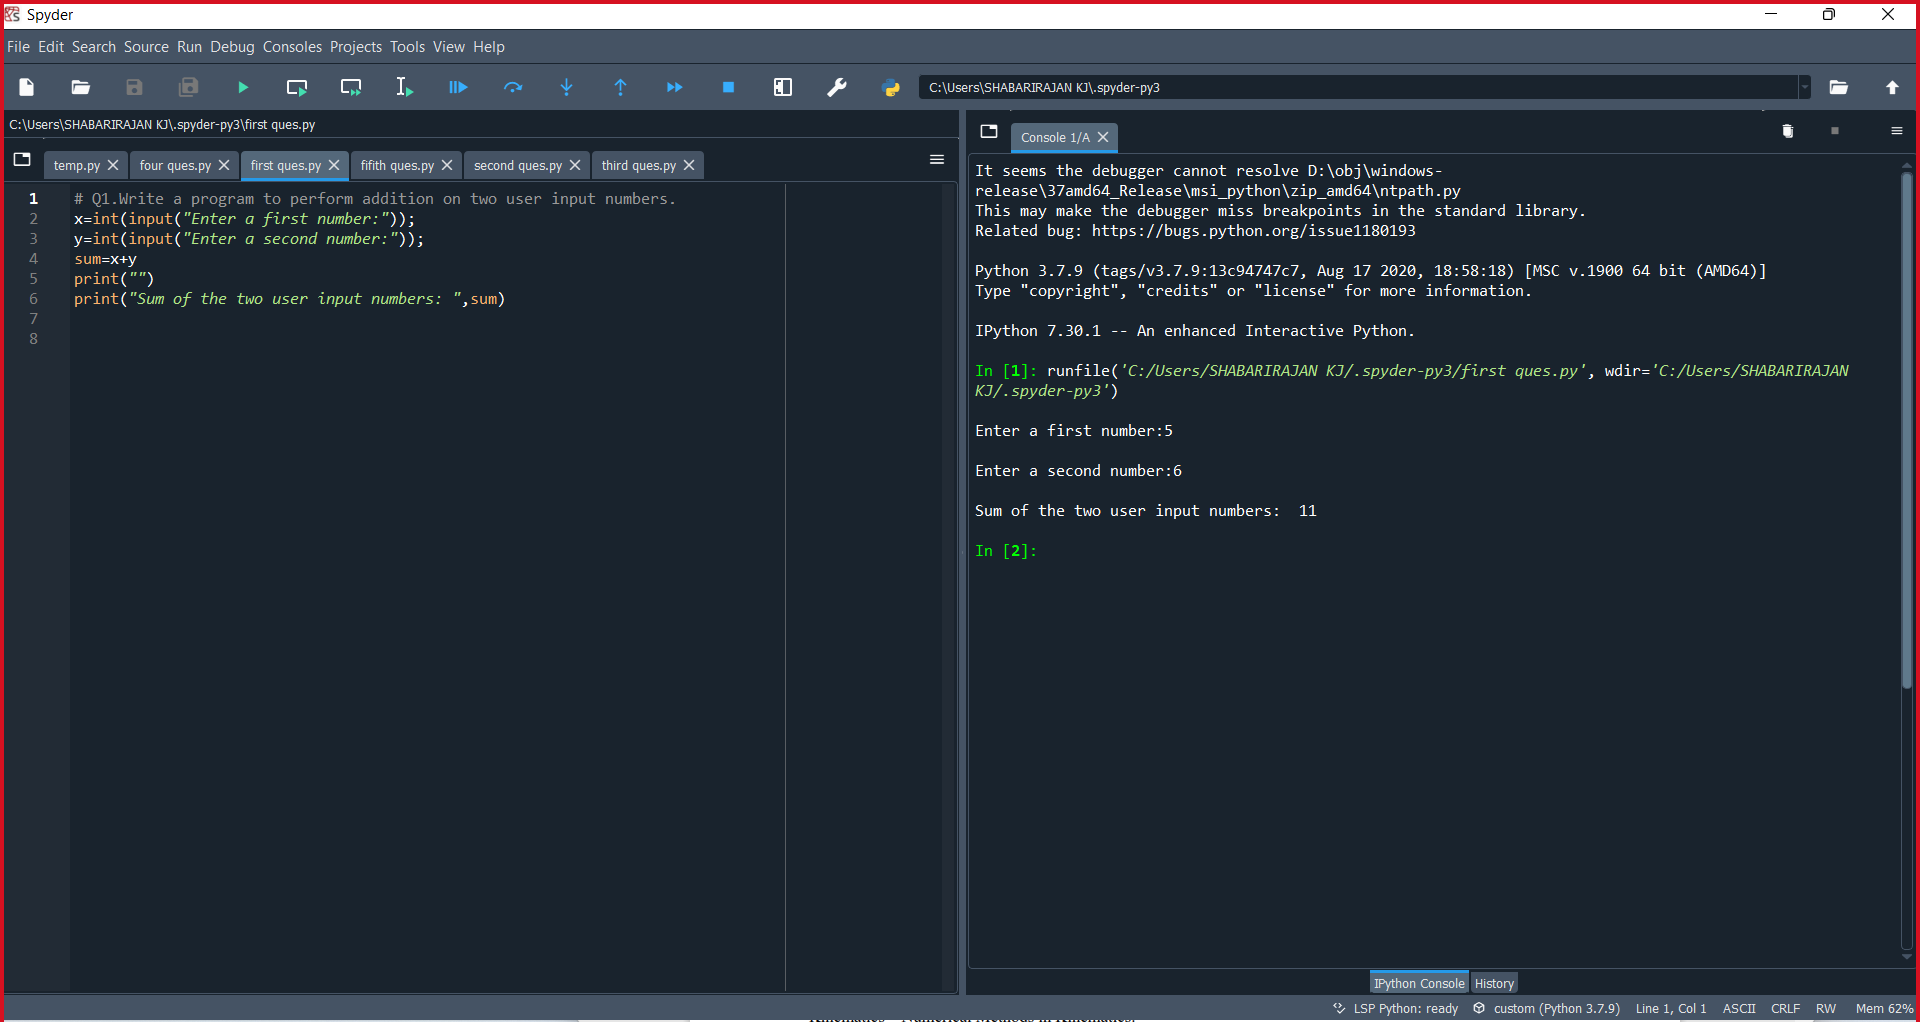 Spyder
File Edit Search Source Run Debug Consoles Projects Tools View Help
C:\Users\SHABARIRAJAN KJ\.spyder-py3
C:\Users\SHABARIRAJAN KJ\.spyder-py3\first ques.py
temp.py four ques.py first ques.py fifith ques.py second ques.py third ques.py
1 # Q1.Write a program to perform addition on two user input numbers.
2 x=int(input("Enter a first number:"));
3 y=int(input("Enter a second number:"));
4 sum=x+y
5 print("")
6 print("Sum of the two user input numbers: ",sum)
7
8
Console 1/A
It seems the debugger cannot resolve D:\obj\windows-
release\37amd64_Release\msi_python\zip_amd64\ntpath.py
This may make the debugger miss breakpoints in the standard library.
Related bug: https://bugs.python.org/issue1180193
Python 3.7.9 (tags/v3.7.9:13c94747c7, Aug 17 2020, 18:58:18) [MSC v.1900 64 bit (AMD64)]
Type "copyright", "credits" or "license" for more information.
IPython 7.30.1 -- An enhanced Interactive Python.
In [1]: runfile('C:/Users/SHABARIRAJAN KJ/.spyder-py3/first ques.py', wdir='C:/Users/SHABARIRAJAN
KJ/.spyder-py3')
Enter a first number:5
Enter a second number:6
Sum of the two user input numbers:  11
In [2]:
IPython Console History
LSP Python: ready custom (Python 3.7.9) Line 1, Col 1 ASCII CRLF RW Mem 62%